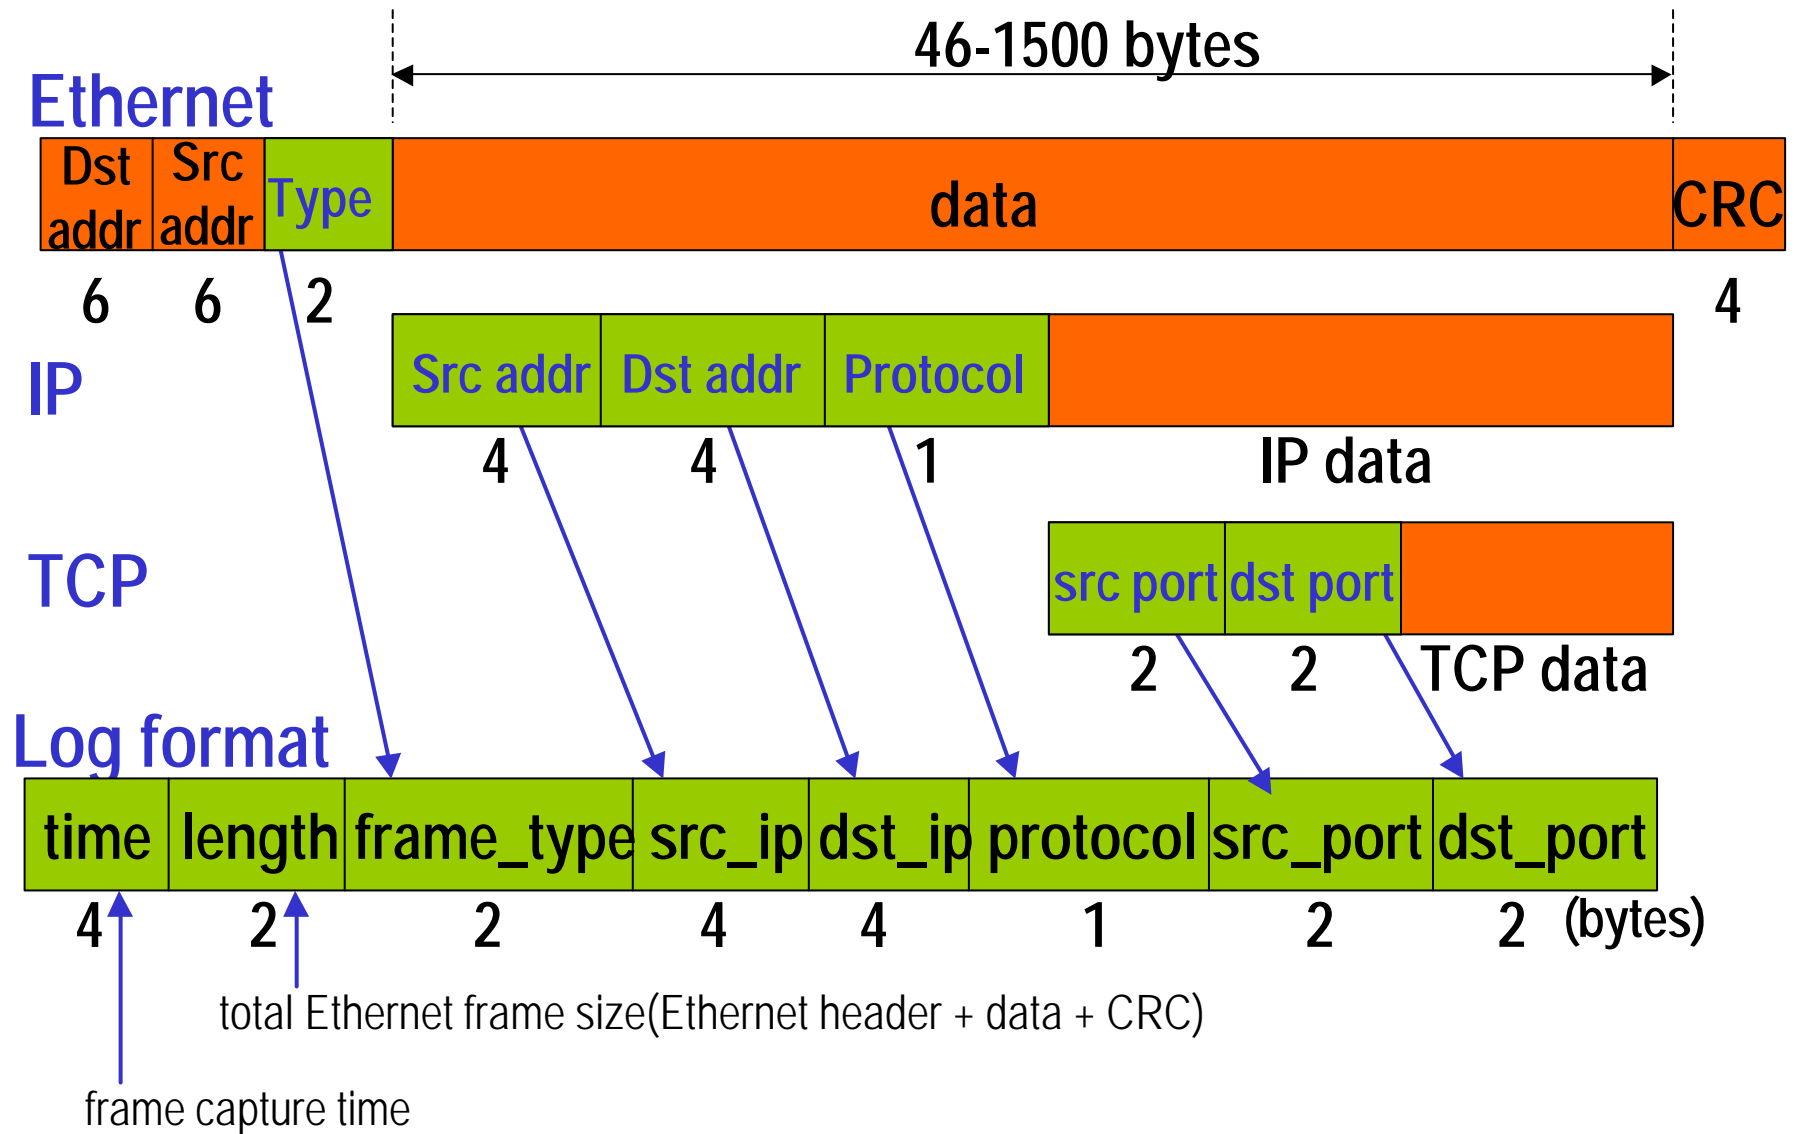 46-1500 bytes
Ethernet
Dst addr Src addr Type data CRC
6 6 2 4
IP
Src addr Dst addr Protocol
4 4 1 IP data
TCP
src port dst port
2 2 TCP data
Log format
time length frame_type src_ip dst_ip protocol src_port dst_port
4 2 2 4 4 1 2 2 (bytes)
total Ethernet frame size(Ethernet header + data + CRC)
frame capture time